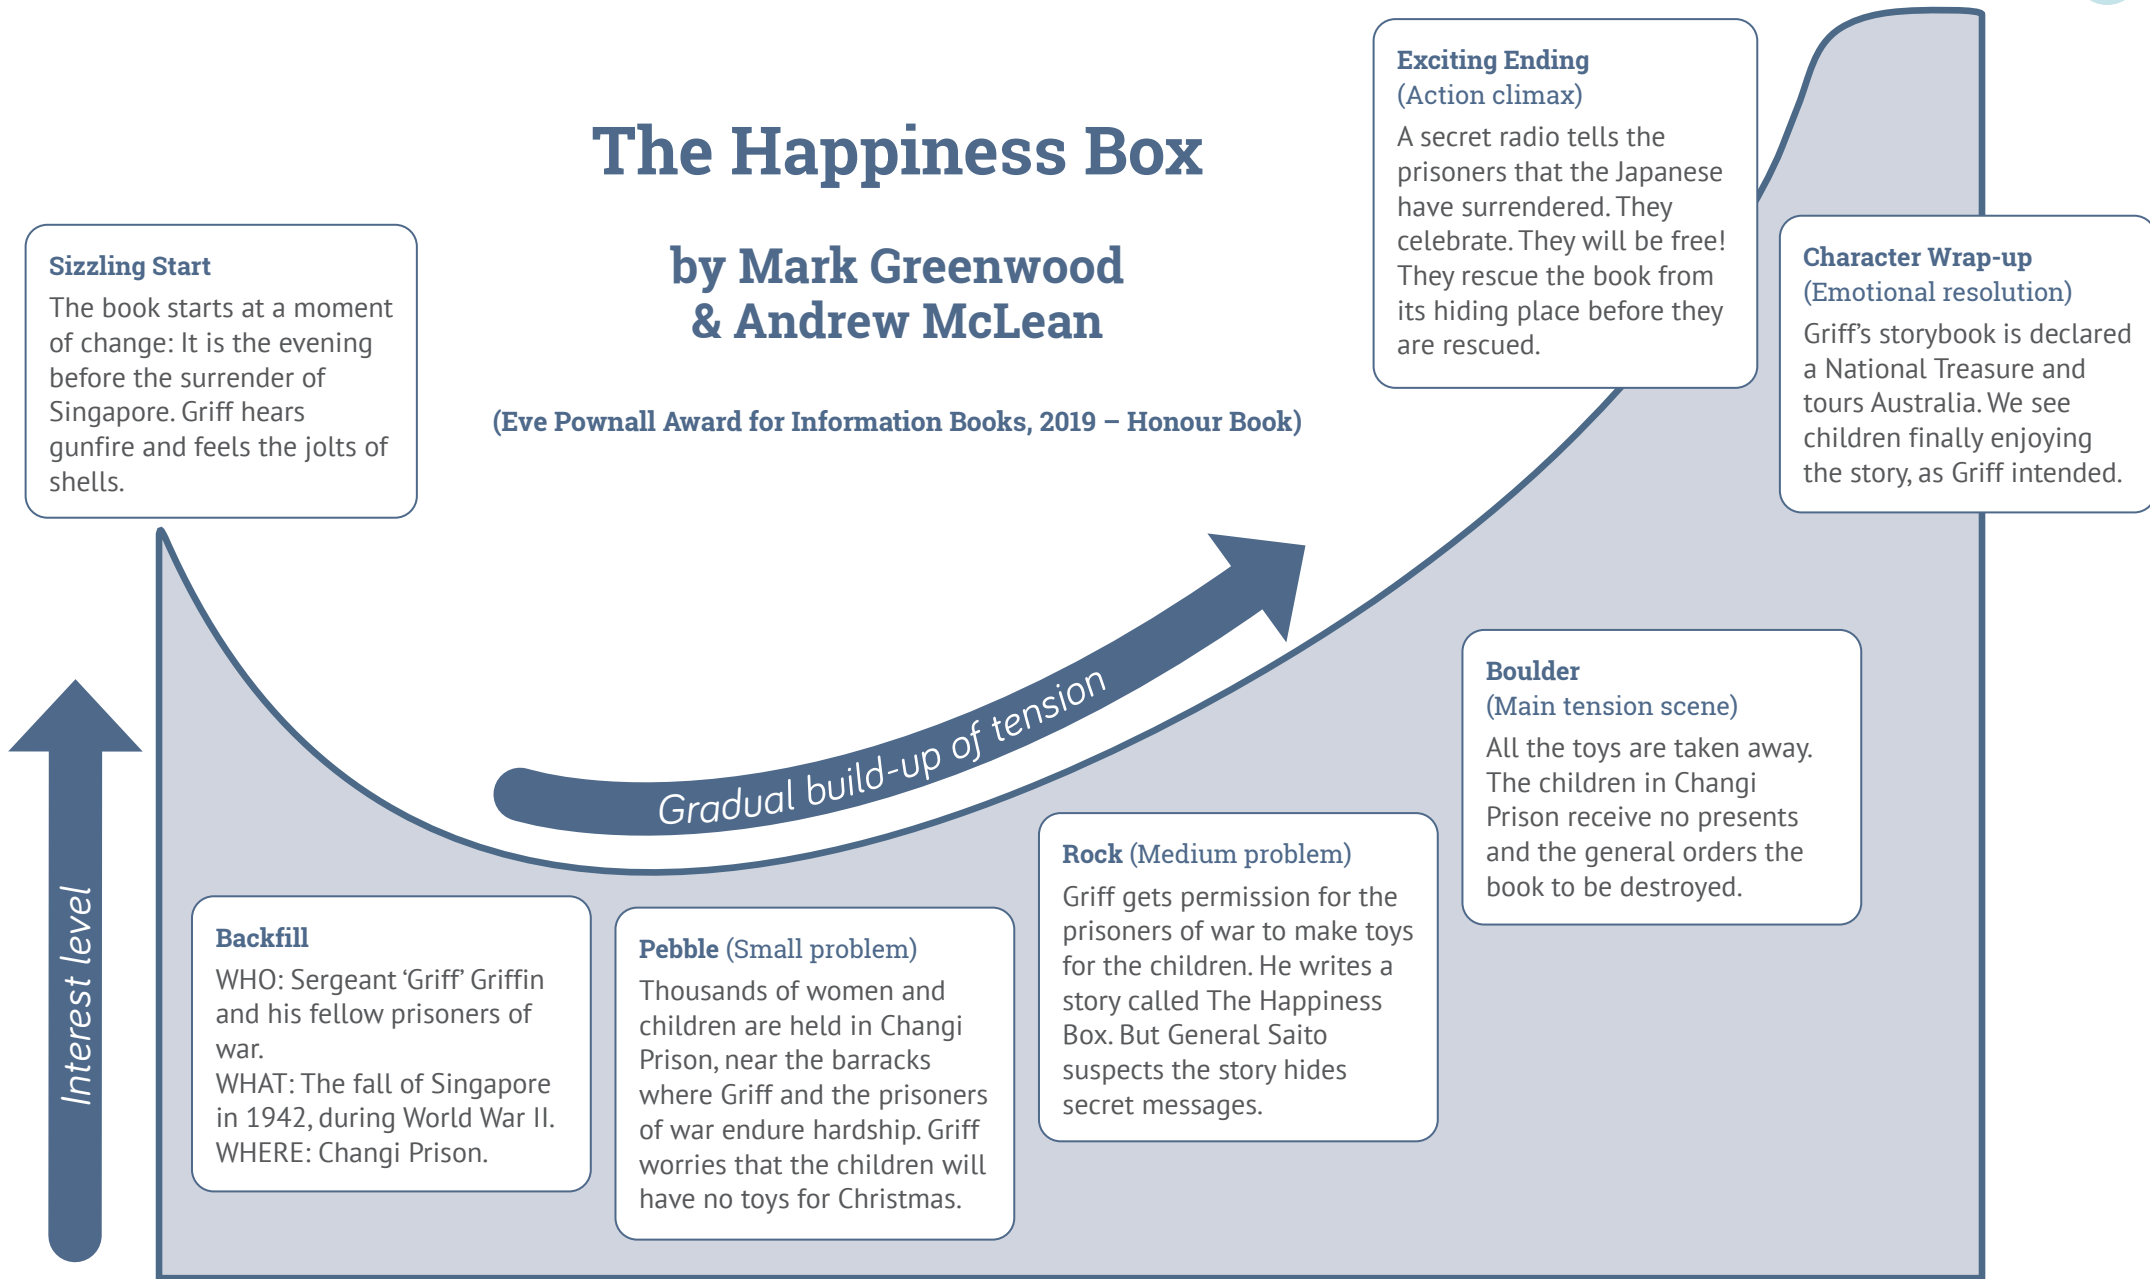 The Happiness Box
by Mark Greenwood
& Andrew McLean
(Eve Pownall Award for Information Books, 2019 – Honour Book)
Sizzling Start
The book starts at a moment
of change: It is the evening
before the surrender of
Singapore. Griff hears
gunfire and feels the jolts of
shells.
Backfill
WHO: Sergeant ‘Griff’ Griffin
and his fellow prisoners of
war.
WHAT: The fall of Singapore
in 1942, during World War II.
WHERE: Changi Prison.
Pebble (Small problem)
Thousands of women and
children are held in Changi
Prison, near the barracks
where Griff and the prisoners
of war endure hardship. Griff
worries that the children will
have no toys for Christmas.
Rock (Medium problem)
Griff gets permission for the
prisoners of war to make toys
for the children. He writes a
story called The Happiness
Box. But General Saito
suspects the story hides
secret messages.
Boulder
(Main tension scene)
All the toys are taken away.
The children in Changi
Prison receive no presents
and the general orders the
book to be destroyed.
Exciting Ending
(Action climax)
A secret radio tells the
prisoners that the Japanese
have surrendered. They
celebrate. They will be free!
They rescue the book from
its hiding place before they
are rescued.
Character Wrap-up
(Emotional resolution)
Griff’s storybook is declared
a National Treasure and
tours Australia. We see
children finally enjoying
the story, as Griff intended.
Gradual build-up of tension
Interest level